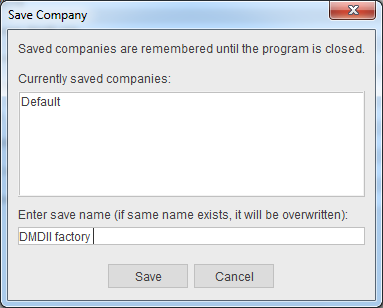 Save Company
Saved companies are remembered until the program is closed.
Currently saved companies:
Default
Enter save name (if same name exists, it will be overwritten):
DMDII factory
Save Cancel